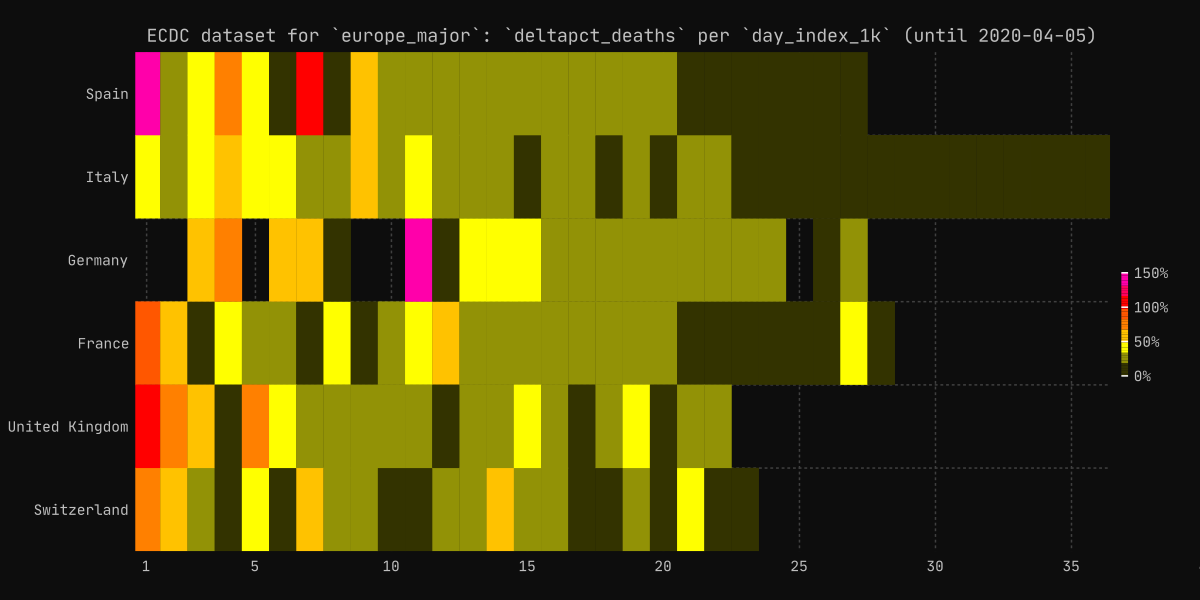 ECDC dataset for `europe_major`: `deltapct_deaths` per `day_index_1k` (until 2020-04-05)
Spain
Italy
Germany
France
United Kingdom
Switzerland
150%
100%
50%
0%
1 5 10 15 20 25 30 35